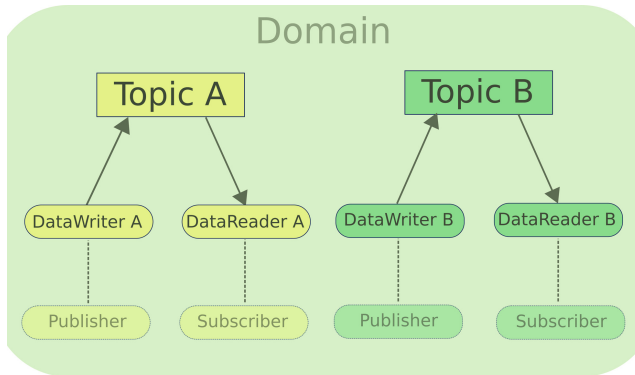 Domain
Topic A
Topic B
DataWriter A
DataReader A
DataWriter B
DataReader B
Publisher
Subscriber
Publisher
Subscriber